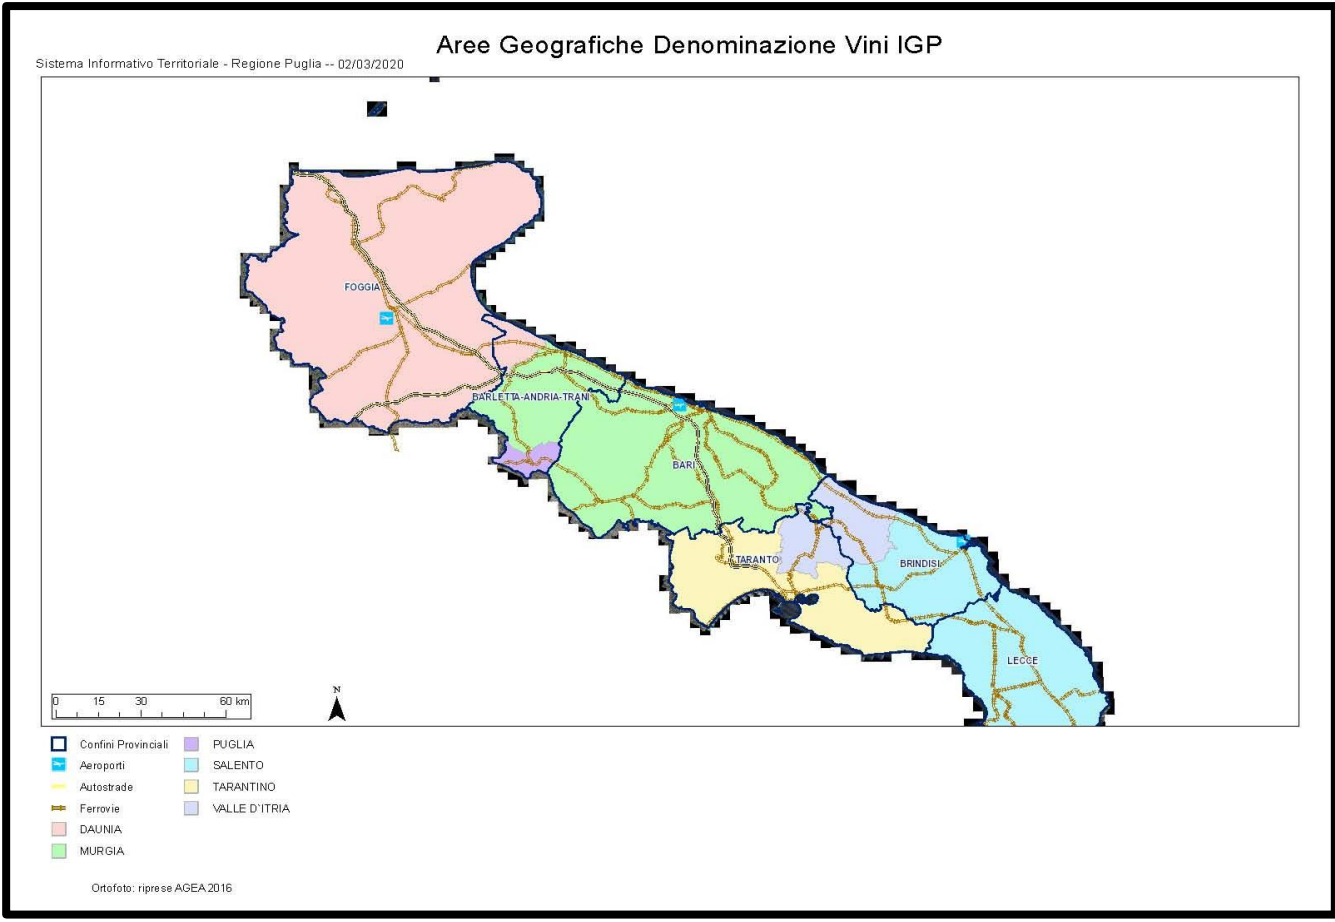 Aree Geografiche Denominazione Vini IGP
Sistema Informativo Territoriale - Regione Puglia -- 02/03/2020
FOGGIA
BARLETTA-ANDRIA-TRANI
BARI
TARANTO
BRINDISI
LECCE
0 15 30 60 km
N
Confini Provinciali
Aeroporti
Autostrade
Ferrovie
DAUNIA
MURGIA
PUGLIA
SALENTO
TARANTINO
VALLE D`ITRIA
Ortofoto: riprese AGEA 2016